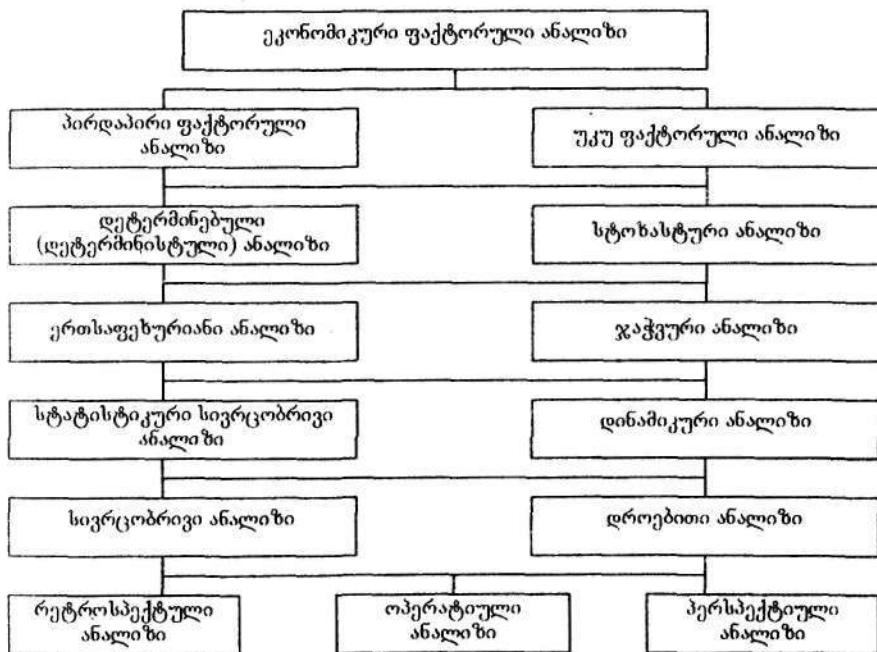 ეკონომიკური ფაქტორული ანალიზი
პირდაპირი ფაქტორული
ანალიზი
უკუ ფაქტორული ანალიზი
დეტერმინებული
(დეტერმინისტული) ანალიზი
სტოხასტური ანალიზი
ერთსაფეხურიანი ანალიზი
ჯაჭვური ანალიზი
სტატისტიკური სივრცობრივი
ანალიზი
დინამიკური ანალიზი
სივრცობრივი ანალიზი
დროებითი ანალიზი
რეტროსპექტული
ანალიზი
ოპერატიული
ანალიზი
პერსპექტიული
ანალიზი